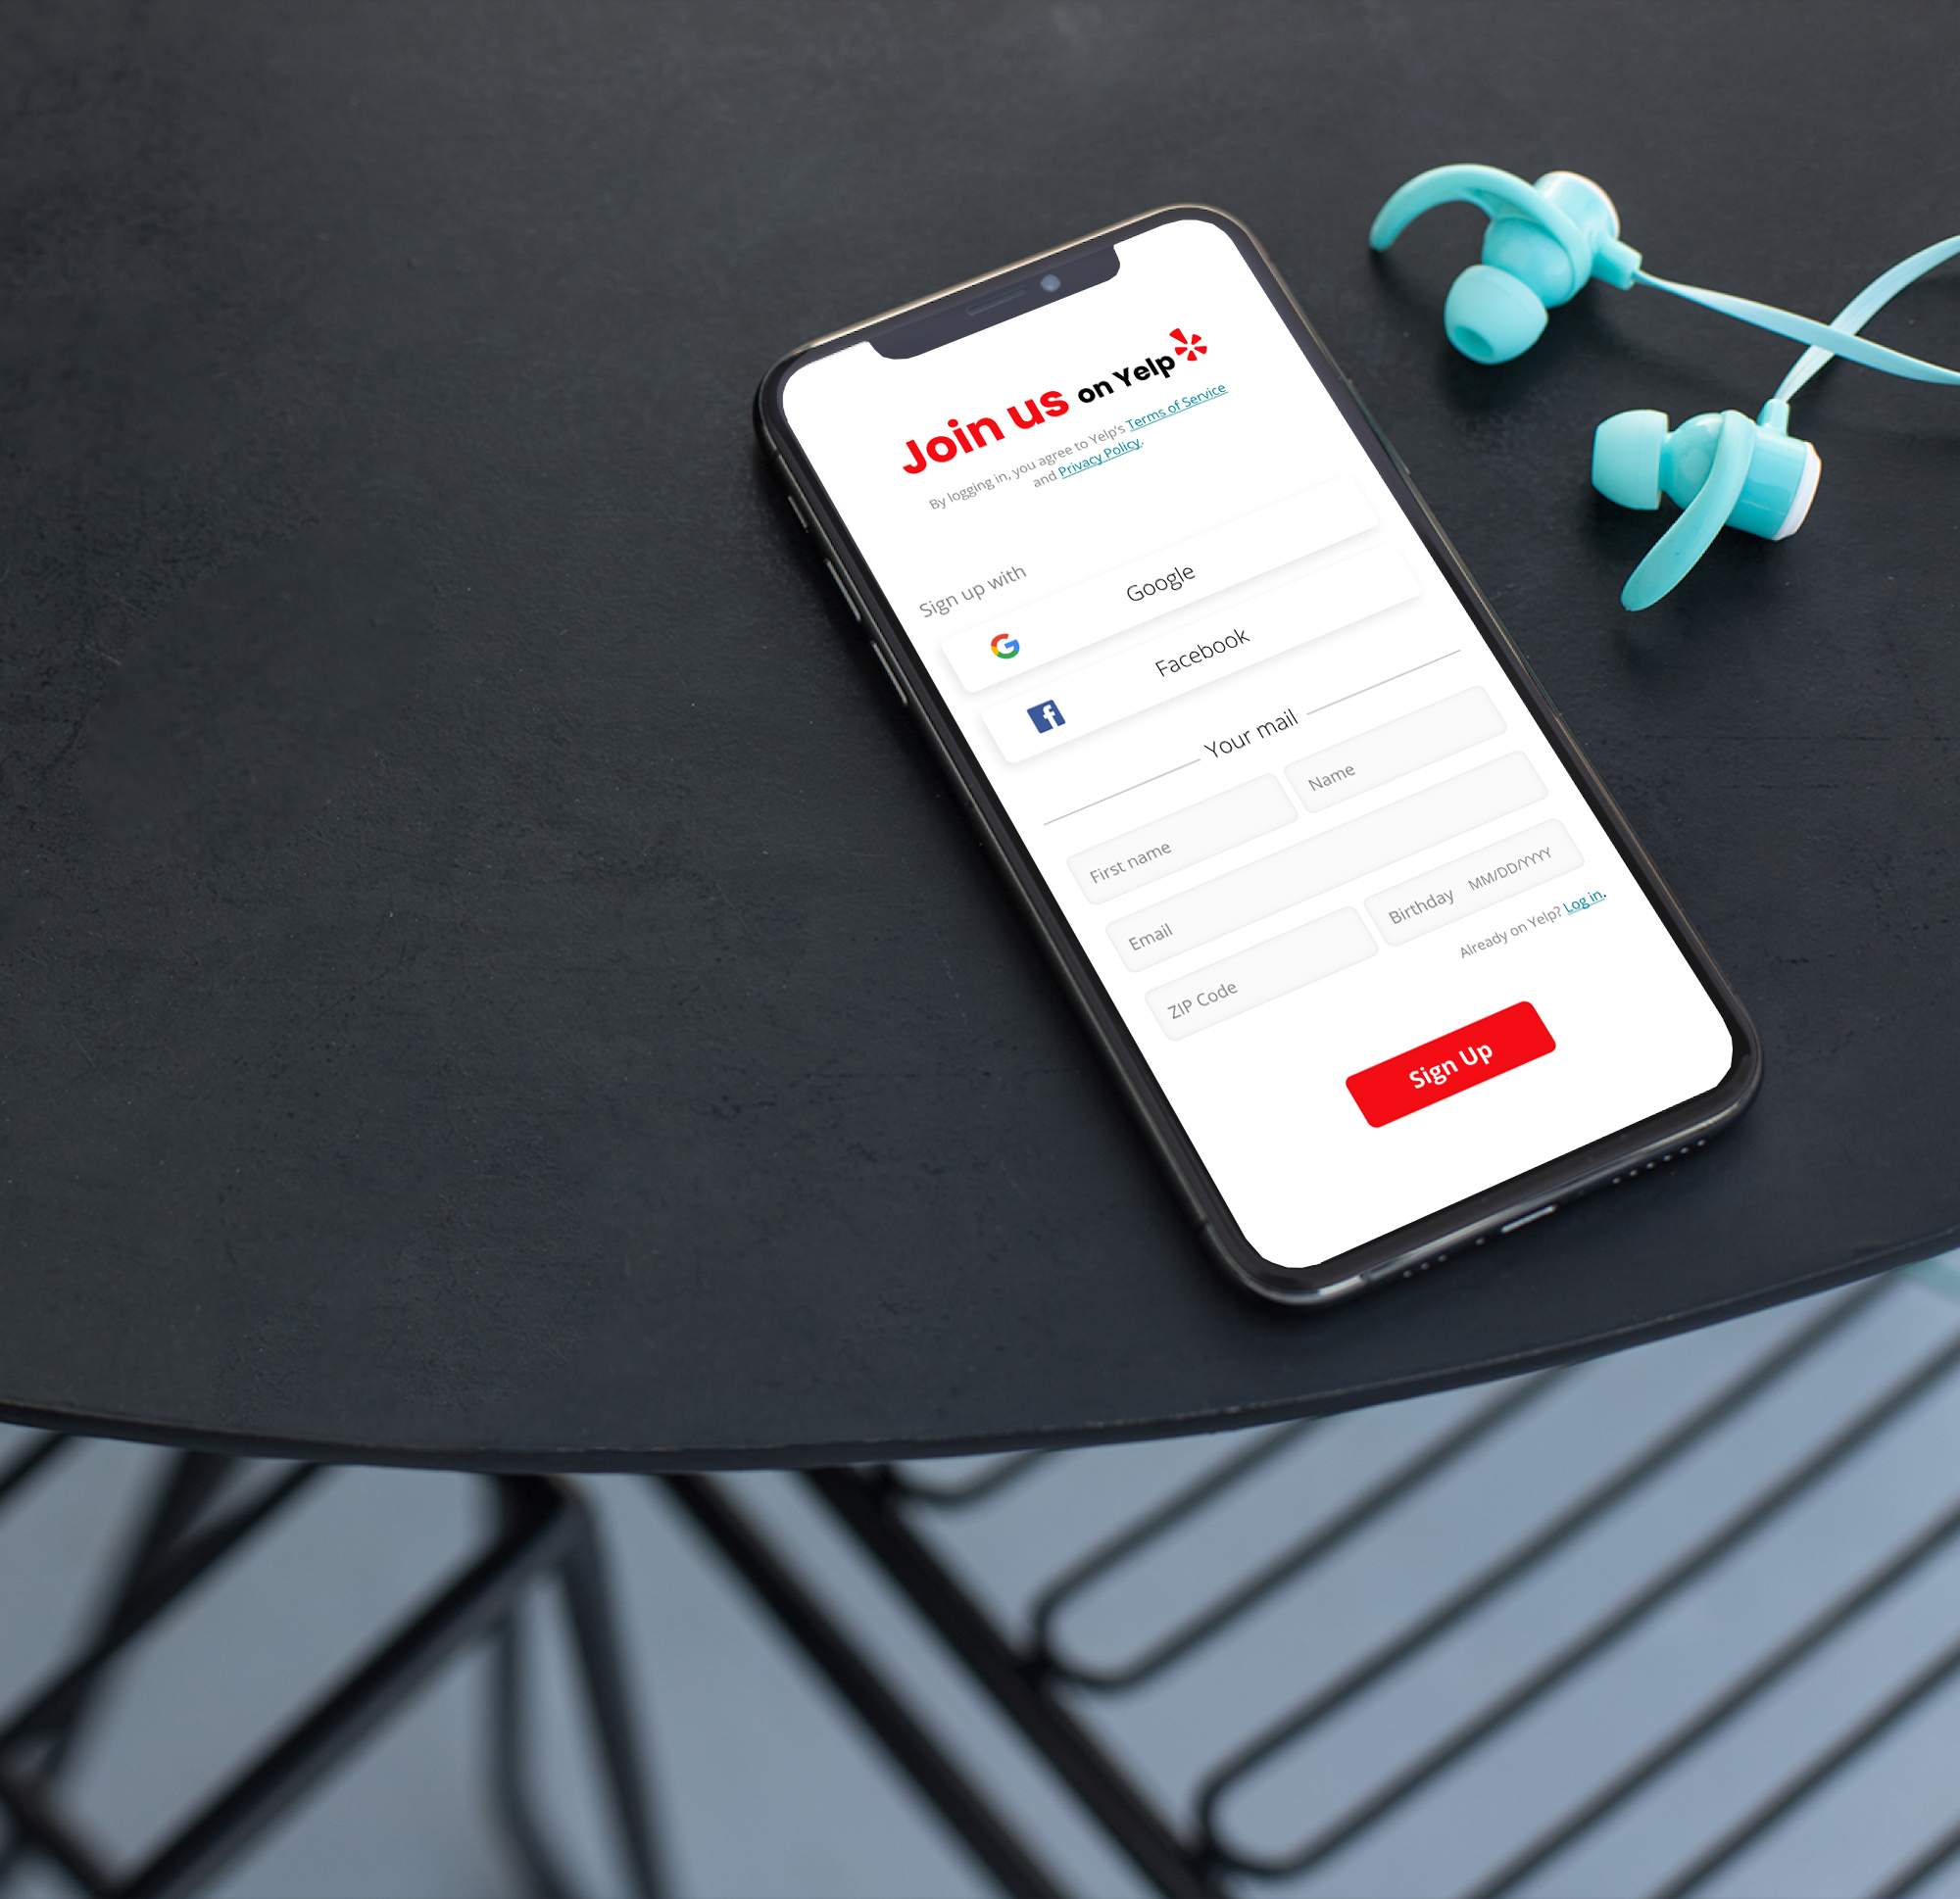 Join us on Yelp
By logging in, you agree to Yelp's Terms of Service
and Privacy Policy.
Sign up with
Google
Facebook
Your mail
First name
Name
Email
ZIP Code
Birthday MM/DD/YYYY
Already on Yelp? Log in.
Sign Up